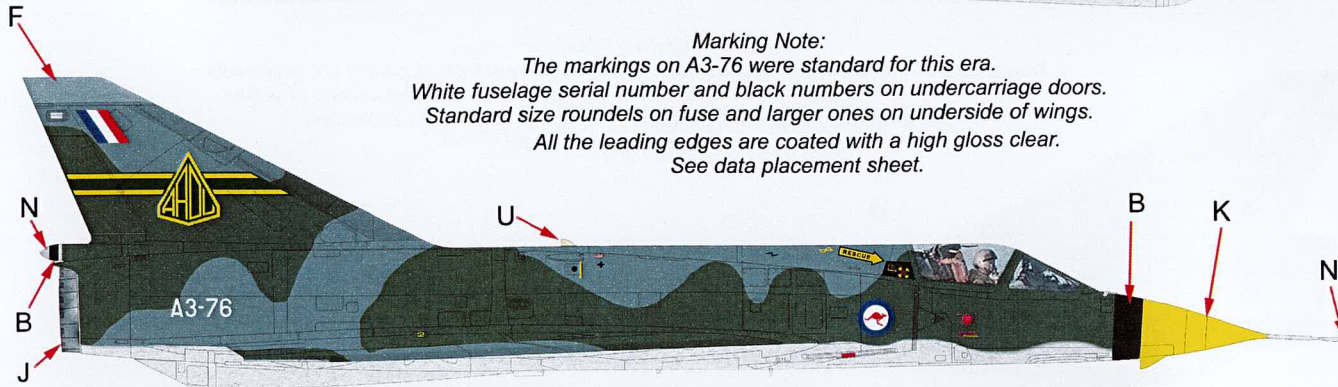 F
Marking Note:
The markings on A3-76 were standard for this era.
White fuselage serial number and black numbers on undercarriage doors.
Standard size roundels on fuse and larger ones on underside of wings.
All the leading edges are coated with a high gloss clear.
See data placement sheet.
N
U
B
K
N
RESCUE
A3-76
2
B
J